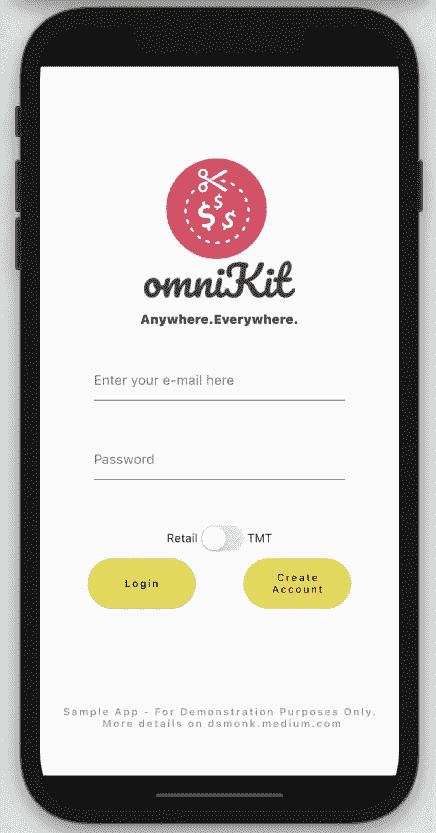 $
$ $
omniKit
Anywhere.Everywhere.
Enter your e-mail here
Password
Retail TMT
Login
Create
Account
Sample App - For Demonstration Purposes Only.
More details on dsmonk.medium.com